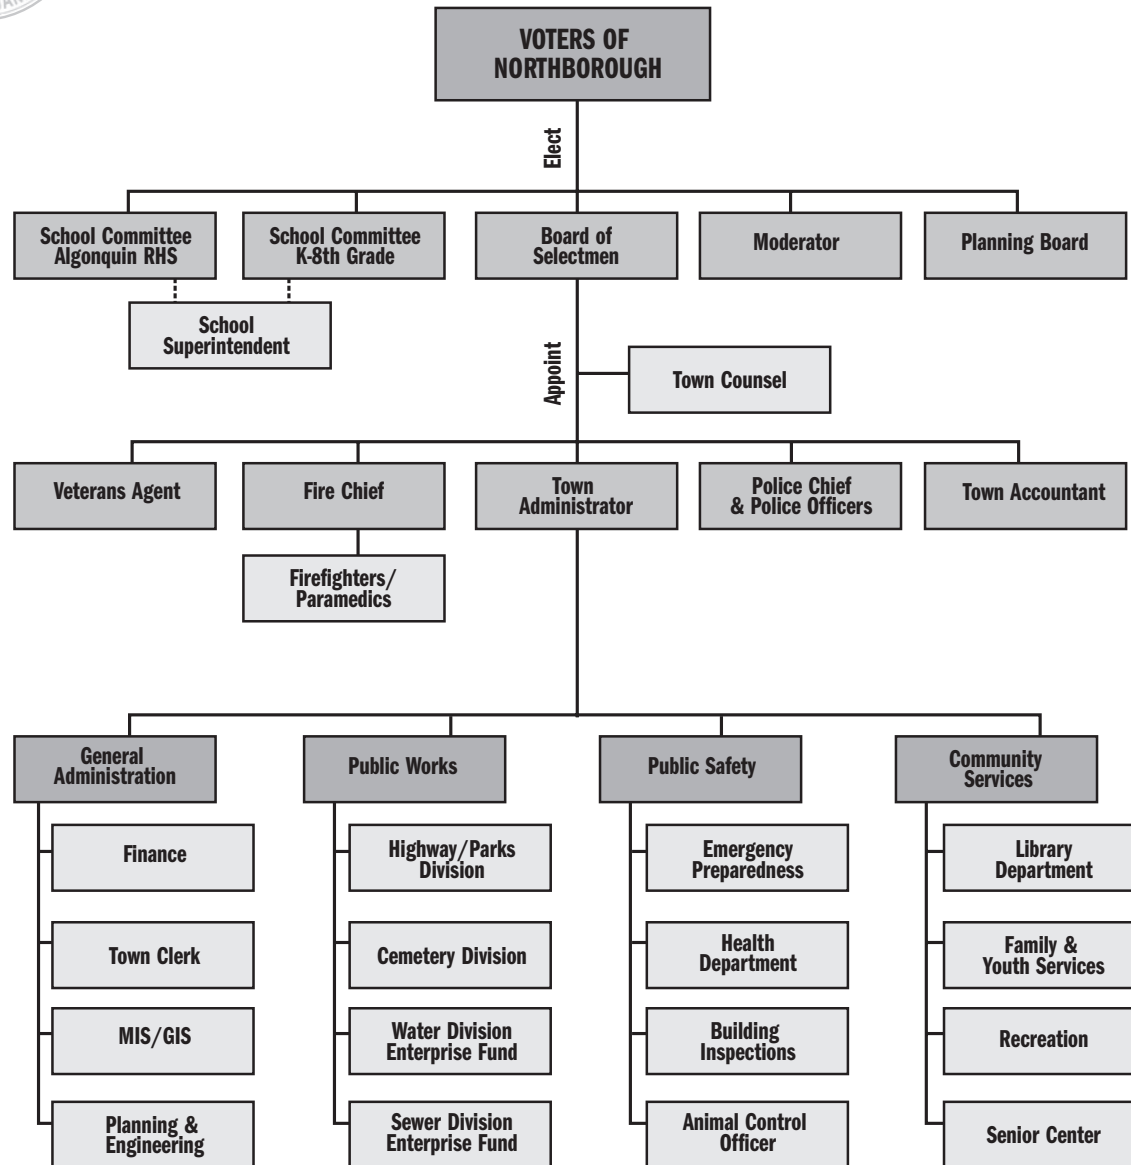 VOTERS OF
NORTHBOROUGH
Elect
School Committee
Algonquin RHS
School Committee
K-8th Grade
Board of
Selectmen
Moderator
Planning Board
School
Superintendent
Appoint
Town Counsel
Veterans Agent
Fire Chief
Town
Administrator
Police Chief
& Police Officers
Town Accountant
Firefighters/
Paramedics
General
Administration
Public Works
Public Safety
Community
Services
Finance
Highway/Parks
Division
Emergency
Preparedness
Library
Department
Town Clerk
Cemetery Division
Health
Department
Family &
Youth Services
MIS/GIS
Water Division
Enterprise Fund
Building
Inspections
Recreation
Planning &
Engineering
Sewer Division
Enterprise Fund
Animal Control
Officer
Senior Center